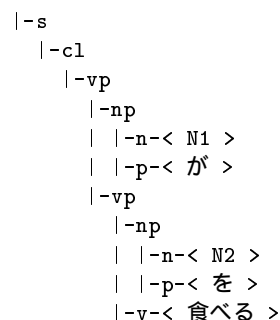 |-s
|-cl
|-vp
|-np
| |-n-< N1 >
| |-p-< が >
|-vp
|-np
| |-n-< N2 >
| |-p-< を >
|-v-< 食べる >